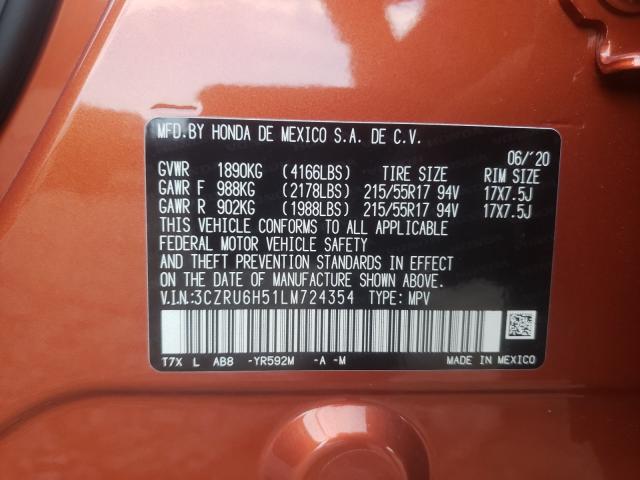 MFD.BY HONDA DE MEXICO S.A. DE C.V.
06/'20
GVWR 1890KG (4166LBS) TIRE SIZE RIM SIZE
GAWR F 988KG (2178LBS) 215/55R17 94V 17X7.5J
GAWR R 902KG (1988LBS) 215/55R17 94V 17X7.5J
THIS VEHICLE CONFORMS TO ALL APPLICABLE
FEDERAL MOTOR VEHICLE SAFETY
AND THEFT PREVENTION STANDARDS IN EFFECT
ON THE DATE OF MANUFACTURE SHOWN ABOVE.
V.I.N.:3CZRU6H51LM724354 TYPE: MPV
T7X L AB8 -YR592M -A -M MADE IN MEXICO